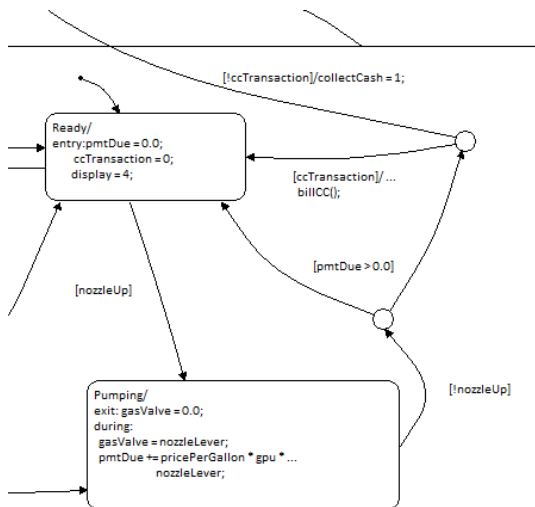 [!ccTransaction]/collectCash = 1;
Ready/
entry:pmtDue = 0.0;
ccTransaction = 0;
display = 4;
[ccTransaction]/ ...
billCC();
[pmtDue > 0.0]
[nozzleUp]
[!nozzleUp]
Pumping/
exit: gasValve = 0.0;
during:
gasValve = nozzleLever;
pmtDue += pricePerGallon * gpu * ...
nozzleLever;